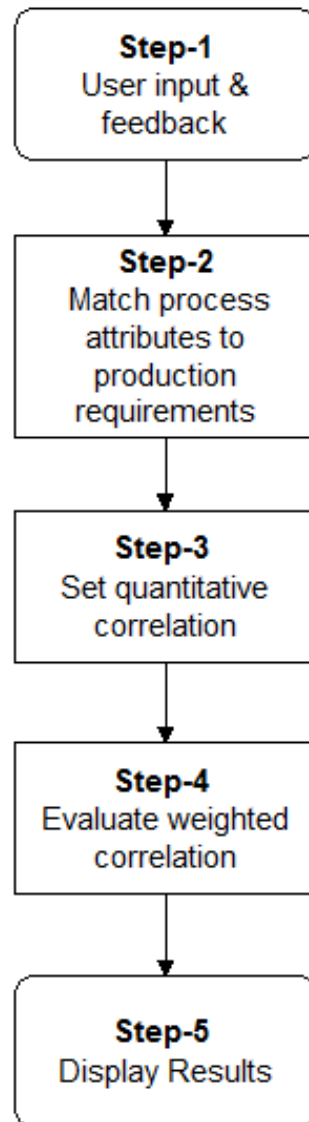 Step-1
User input &
feedback
Step-2
Match process
attributes to
production
requirements
Step-3
Set quantitative
correlation
Step-4
Evaluate weighted
correlation
Step-5
Display Results